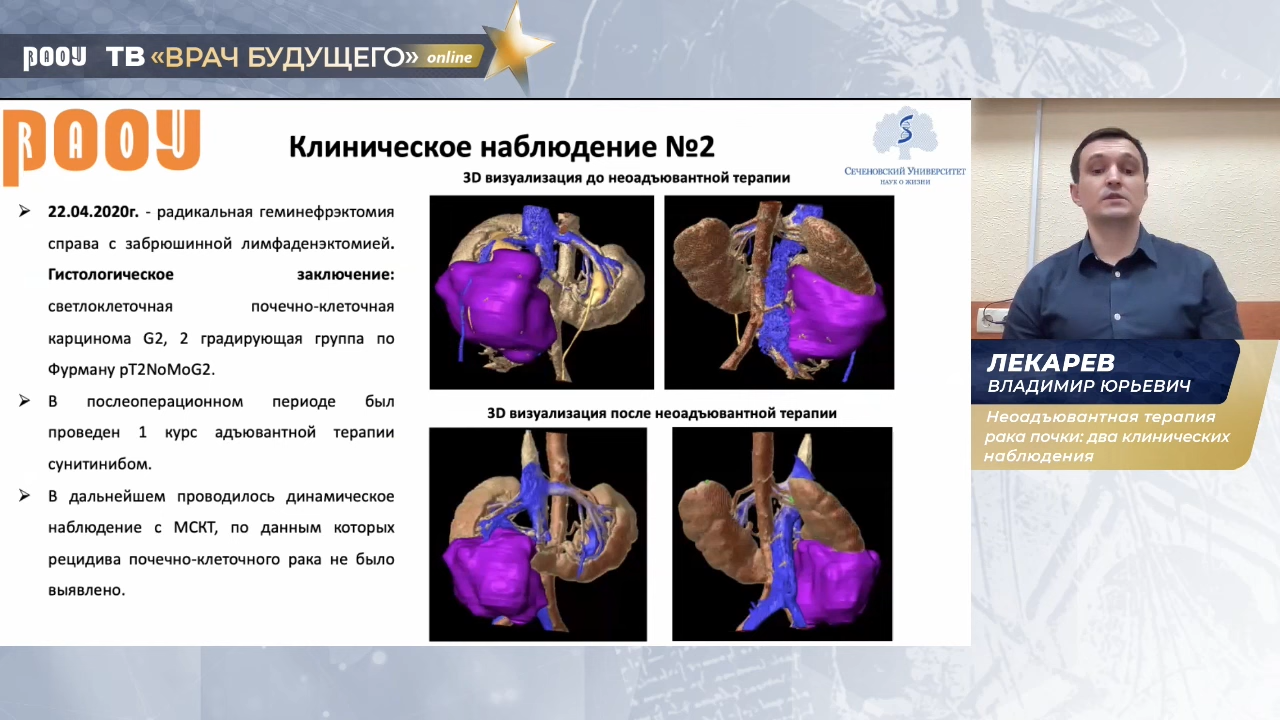 РООУ ТВ «ВРАЧ БУДУЩЕГО» online
РАОУ
Клиническое наблюдение №2
Сеченовский Университет
наук о жизни
3D визуализация до неоадъювантной терапии
22.04.2020г. - радикальная геминефрэктомия
справа с забрюшинной лимфаденэктомией.
Гистологическое заключение:
светлоклеточная почечно-клеточная
карцинома G2, 2 градирующая группа по
Фурману pT2NoMoG2.
В послеоперационном периоде был
проведен 1 курс адъювантной терапии
сунитинибом.
В дальнейшем проводилось динамическое
наблюдение с МСКТ, по данным которых
рецидива почечно-клеточного рака не было
выявлено.
3D визуализация после неоадъювантной терапии
ЛЕКАРЕВ
ВЛАДИМИР ЮРЬЕВИЧ
Неоадъювантная терапия
рака почки: два клинических
наблюдения